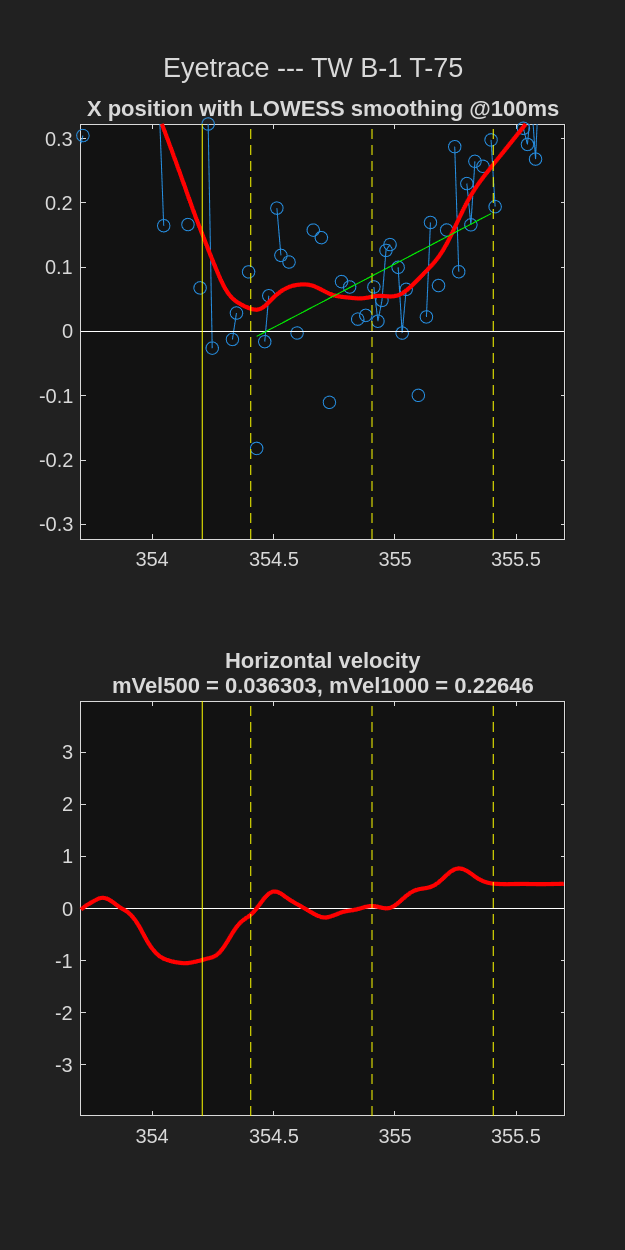 Eyetrace --- TW B-1 T-75
X position with LOWESS smoothing @100ms
0.3
0.2
0.1
0
-0.1
-0.2
-0.3
354 354.5 355 355.5
Horizontal velocity
mVel500 = 0.036303, mVel1000 = 0.22646
3
2
1
0
-1
-2
-3
354 354.5 355 355.5